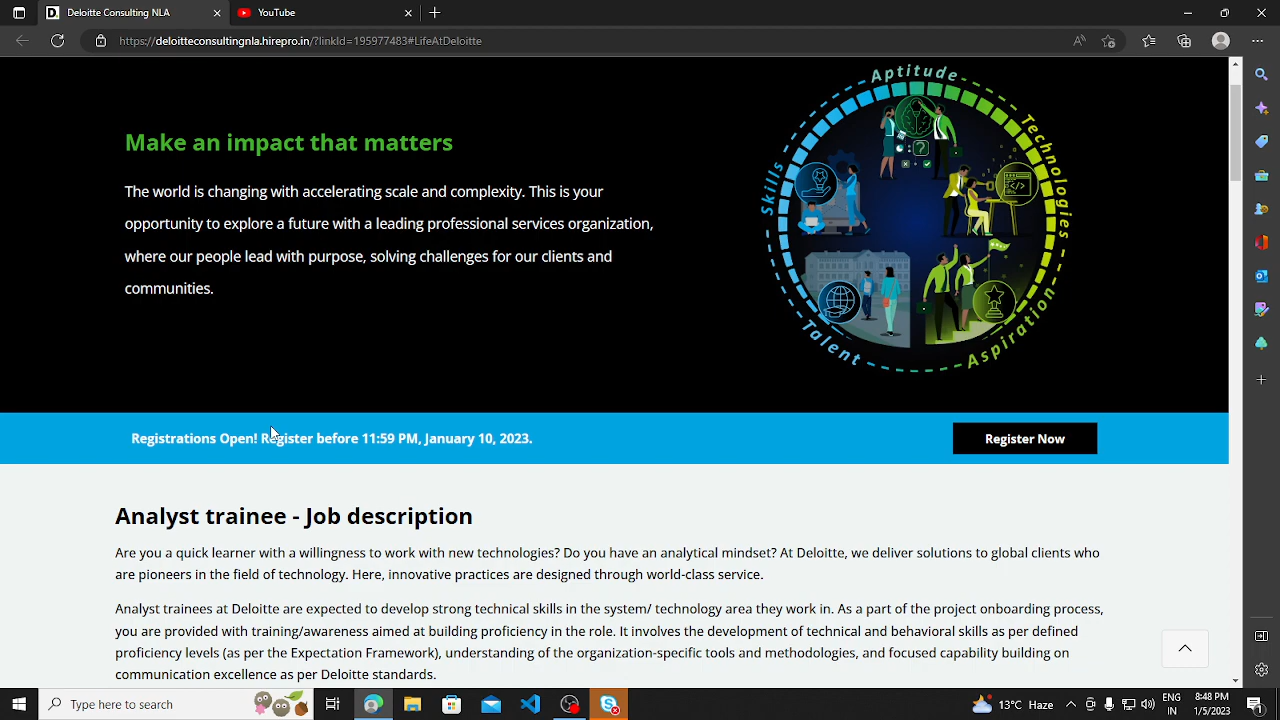 Deloitte Consulting NLA
YouTube
https://deloitteconsultingnla.hirepro.in/?linkId=195977483#LifeAtDeloitte
Make an impact that matters
The world is changing with accelerating scale and complexity. This is your
opportunity to explore a future with a leading professional services organization,
where our people lead with purpose, solving challenges for our clients and
communities.
Aptitude
Technologies
Skills
Talent
Aspiration
Registrations Open! Register before 11:59 PM, January 10, 2023.
Register Now
Analyst trainee - Job description
Are you a quick learner with a willingness to work with new technologies? Do you have an analytical mindset? At Deloitte, we deliver solutions to global clients who
are pioneers in the field of technology. Here, innovative practices are designed through world-class service.
Analyst trainees at Deloitte are expected to develop strong technical skills in the system/ technology area they work in. As a part of the project onboarding process,
you are provided with training/awareness aimed at building proficiency in the role. It involves the development of technical and behavioral skills as per defined
proficiency levels (as per the Expectation Framework), understanding of the organization-specific tools and methodologies, and focused capability building on
communication excellence as per Deloitte standards.
Type here to search
13°C Haze
ENG
IN
8:48 PM
1/5/2023
1